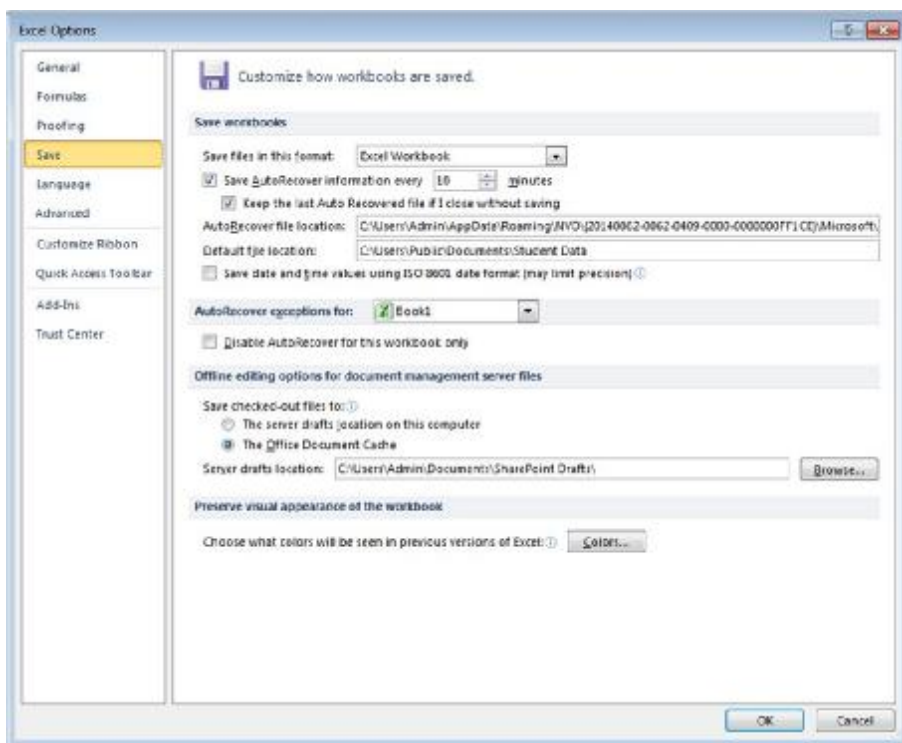 Excel Options
General
Formulas
Proofing
Save
Language
Advanced
Customize Ribbon
Quick Access Toolbar
Add-Ins
Trust Center
Customize how workbooks are saved.
Save workbooks
Save files in this format: Excel Workbook
Save AutoRecover information every 10 minutes
Keep the last Auto Recovered file if I close without saving
AutoRecover file location: C:\Users\Admin\AppData\Roaming\
Default file location: C:\Users\Public\Documents\Student Data
Save date and time values using ISO 8601 date format (may limit precision)
AutoRecover exceptions for: Book1
Disable AutoRecover for this workbook only
Offline editing options for document management server files
Save checked-out files to:
The server drafts location on this computer
The Office Document Cache
Server drafts location: C:\Users\Admin\Documents\SharePoint Drafts\
Browse...
Preserve visual appearance of the workbook
Choose what colors will be seen in previous versions of Excel: Colors...
OK Cancel